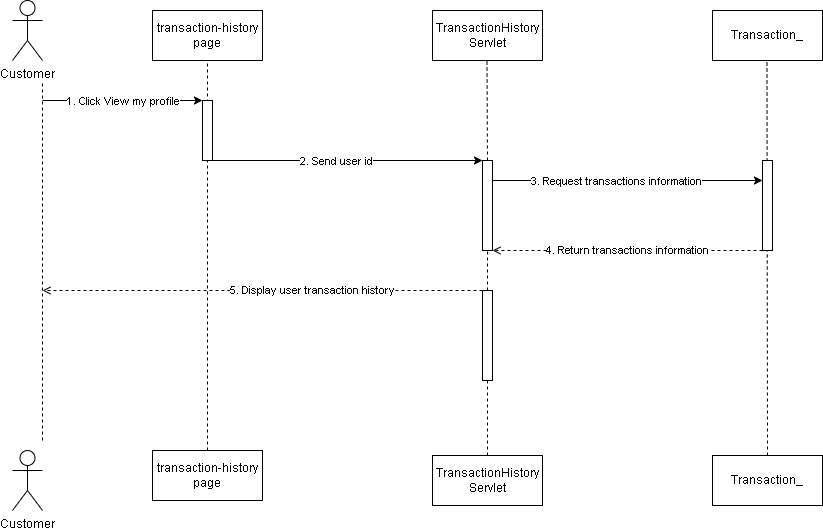 Customer
transaction-history
page
TransactionHistory
Servlet
Transaction_
1. Click View my profile
2. Send user id
3. Request transactions information
4. Return transactions information
5. Display user transaction history
Customer
transaction-history
page
TransactionHistory
Servlet
Transaction_